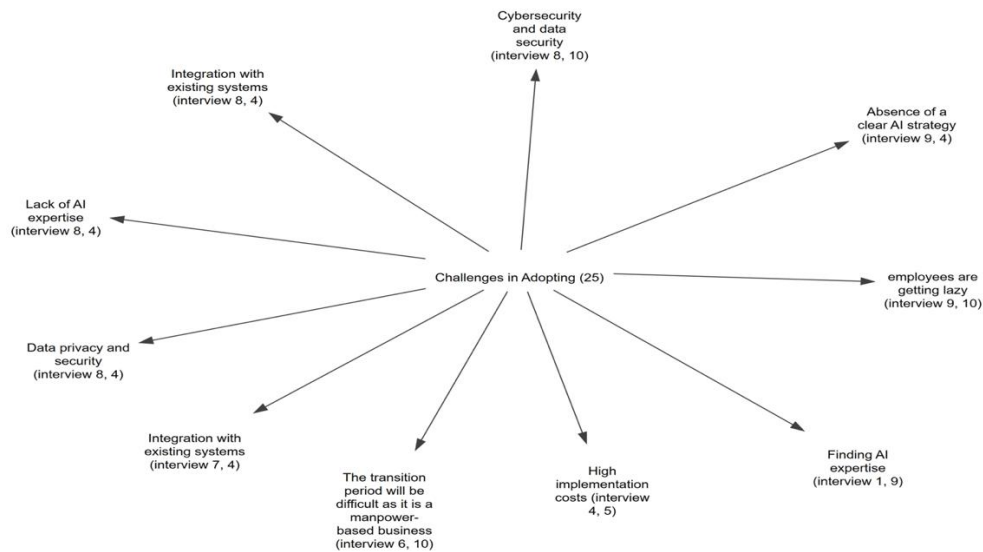 Cybersecurity
and data
security
(interview 8, 10)
Integration with
existing systems
(interview 8, 4)
Absence of a
clear AI strategy
(interview 9, 4)
Lack of AI
expertise
(interview 8, 4)
Challenges in Adopting (25)
employees are
getting lazy
(interview 9, 10)
Data privacy and
security
(interview 8, 4)
Integration with
existing systems
(interview 7, 4)
The transition
period will be
difficult as it is a
manpower-
based business
(interview 6, 10)
High
implementation
costs (interview
4, 5)
Finding AI
expertise
(interview 1, 9)